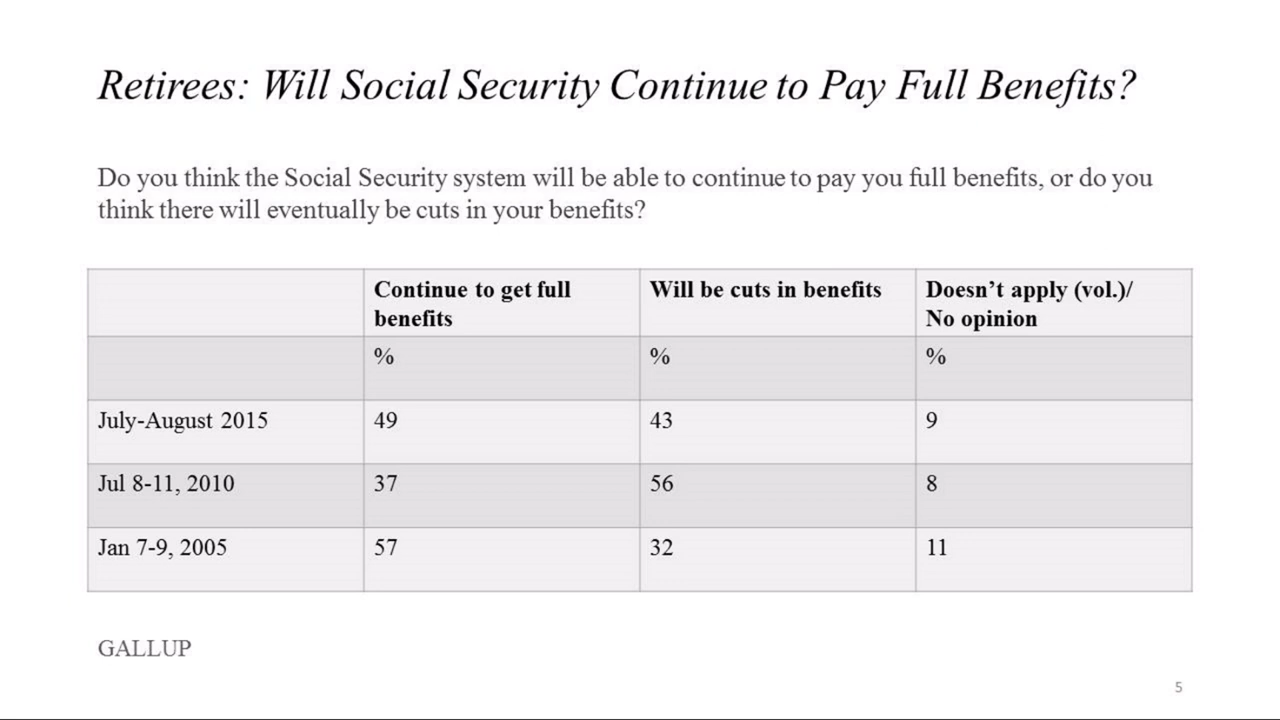 Retirees: Will Social Security Continue to Pay Full Benefits?
Do you think the Social Security system will be able to continue to pay you full benefits, or do you
think there will eventually be cuts in your benefits?
Continue to get full
benefits
Will be cuts in benefits
Doesn’t apply (vol.)/
No opinion
% % %
July-August 2015 49 43 9
Jul 8-11, 2010 37 56 8
Jan 7-9, 2005 57 32 11
GALLUP
5